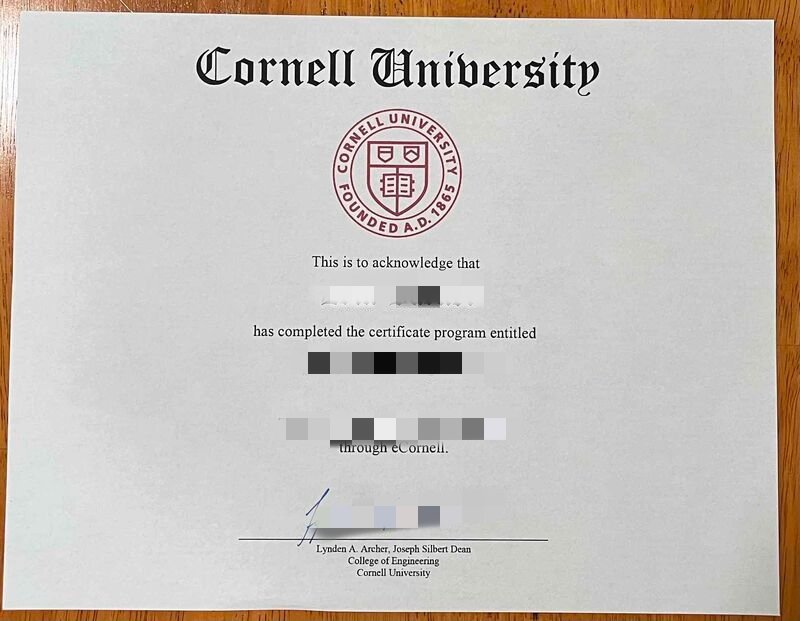 Cornell University
CORNELL UNIVERSITY
FOUNDED A.D. 1865
This is to acknowledge that
has completed the certificate program entitled
through eCornell.
Lynden A. Archer, Joseph Silbert Dean
College of Engineering
Cornell University